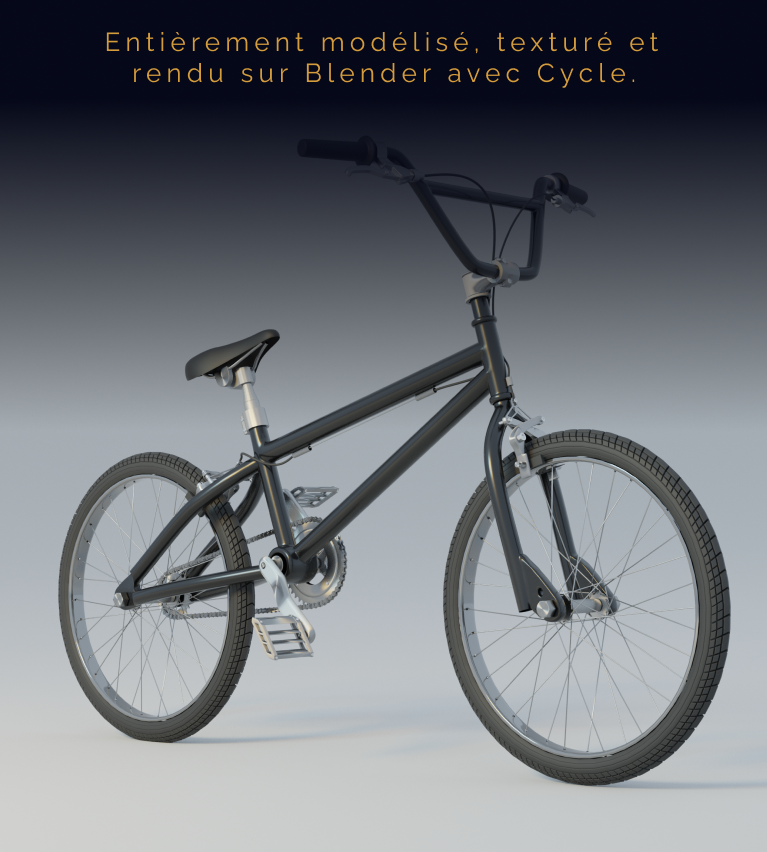 Entièrement modélisé, texturé et
rendu sur Blender avec Cycle.